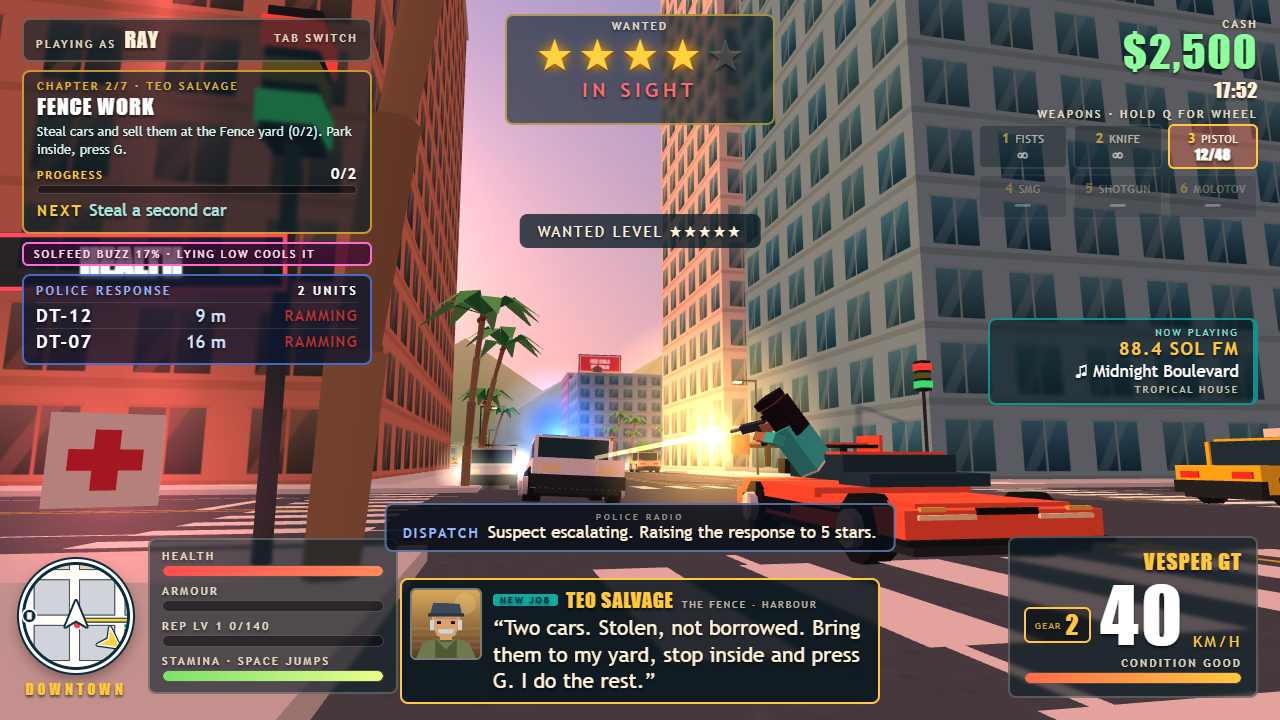 PLAYING AS RAY TAB SWITCH
CHAPTER 2/7 · TEO SALVAGE
FENCE WORK
Steal cars and sell them at the Fence yard (0/2). Park
inside, press G.
PROGRESS 0/2
NEXT Steal a second car
SOLFEED BUZZ 17% · LYING LOW COOLS IT
POLICE RESPONSE 2 UNITS
DT-12 9 m RAMMING
DT-07 16 m RAMMING
WANTED
IN SIGHT
WANTED LEVEL ★★★★★
CASH
$2,500
17:52
WEAPONS · HOLD Q FOR WHEEL
1 FISTS 2 KNIFE 3 PISTOL
∞ ∞ 12/48
4 SMG 5 SHOTGUN 6 MOLOTOV
— — —
NOW PLAYING
88.4 SOL FM
♫ Midnight Boulevard
TROPICAL HOUSE
POLICE RADIO
DISPATCH Suspect escalating. Raising the response to 5 stars.
HEALTH
ARMOUR
REP LV 1 0/140
STAMINA · SPACE JUMPS
N
DOWNTOWN
NEW JOB TEO SALVAGE THE FENCE · HARBOUR
“Two cars. Stolen, not borrowed. Bring
them to my yard, stop inside and press
G. I do the rest.”
VESPER GT
GEAR 2 40 KM/H
CONDITION GOOD